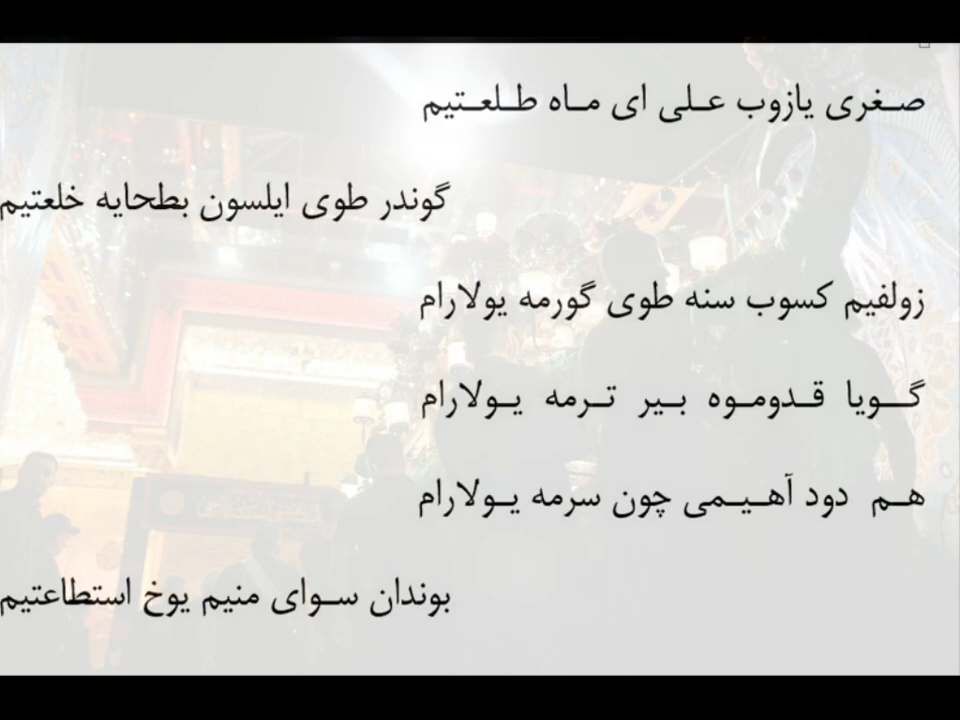 صغری یازوب علی ای ماه طلعتیم
گوندر طوی ایلسون بطحایه خلعتیم
زولفیم کسوب سنه طوی گورمه یولارام
گویا قدوموه بیر ترمه یولارام
هم دود آهیمی چون سرمه یولارام
بوندان سوای منیم یوخ استطاعتیم